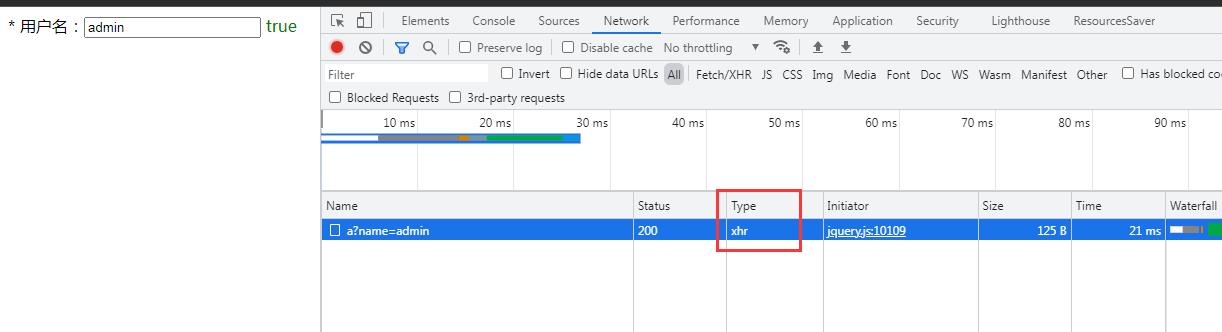 * 用户名：admin true
Elements Console Sources Network Performance Memory Application Security Lighthouse ResourcesSaver
Preserve log Disable cache No throttling
Filter Invert Hide data URLs All Fetch/XHR JS CSS Img Media Font Doc WS Wasm Manifest Other Has blocked
Blocked Requests 3rd-party requests
10 ms 20 ms 30 ms 40 ms 50 ms 60 ms 70 ms 80 ms 90 ms
Name Status Type Initiator Size Time Waterfall
a?name=admin 200 xhr jquery.js:10109 125 B 21 ms